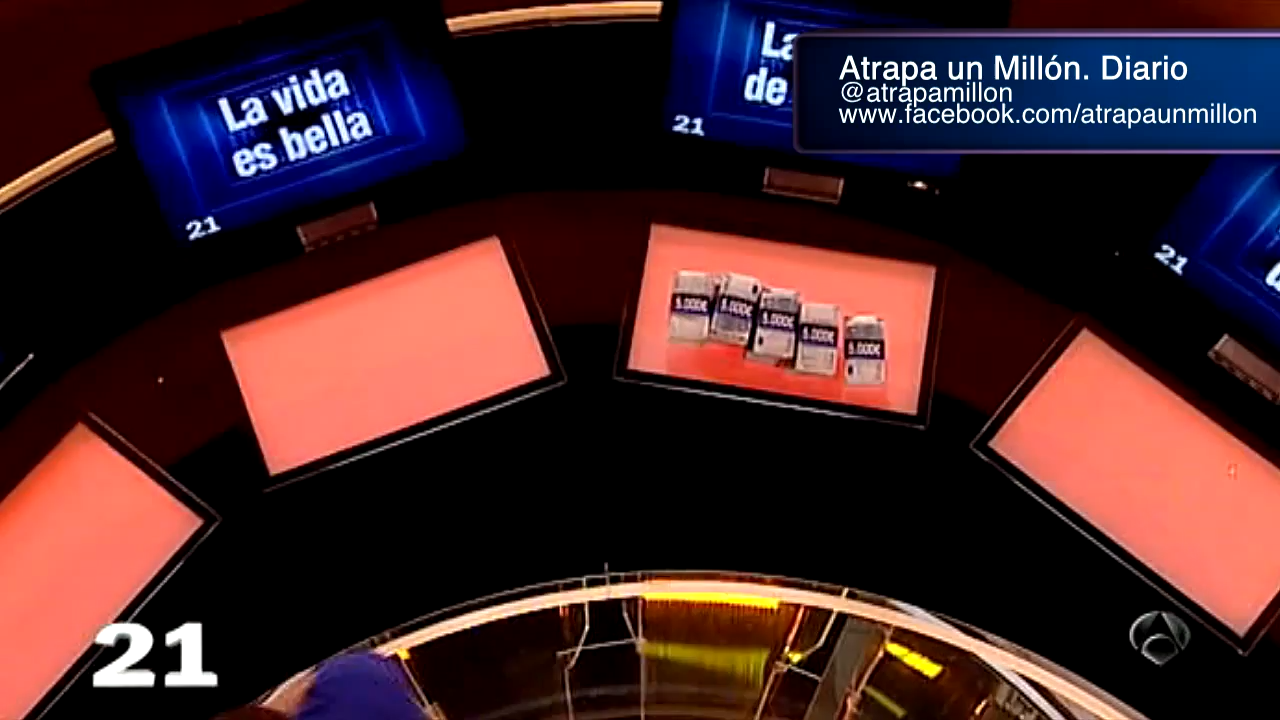 La vida
es bella
21
La
de
21
Atrapa un Millón. Diario
@atrapamillon
www.facebook.com/atrapaunmillon
21
5.000€
5.000€
5.000€
5.000€
5.000€
21